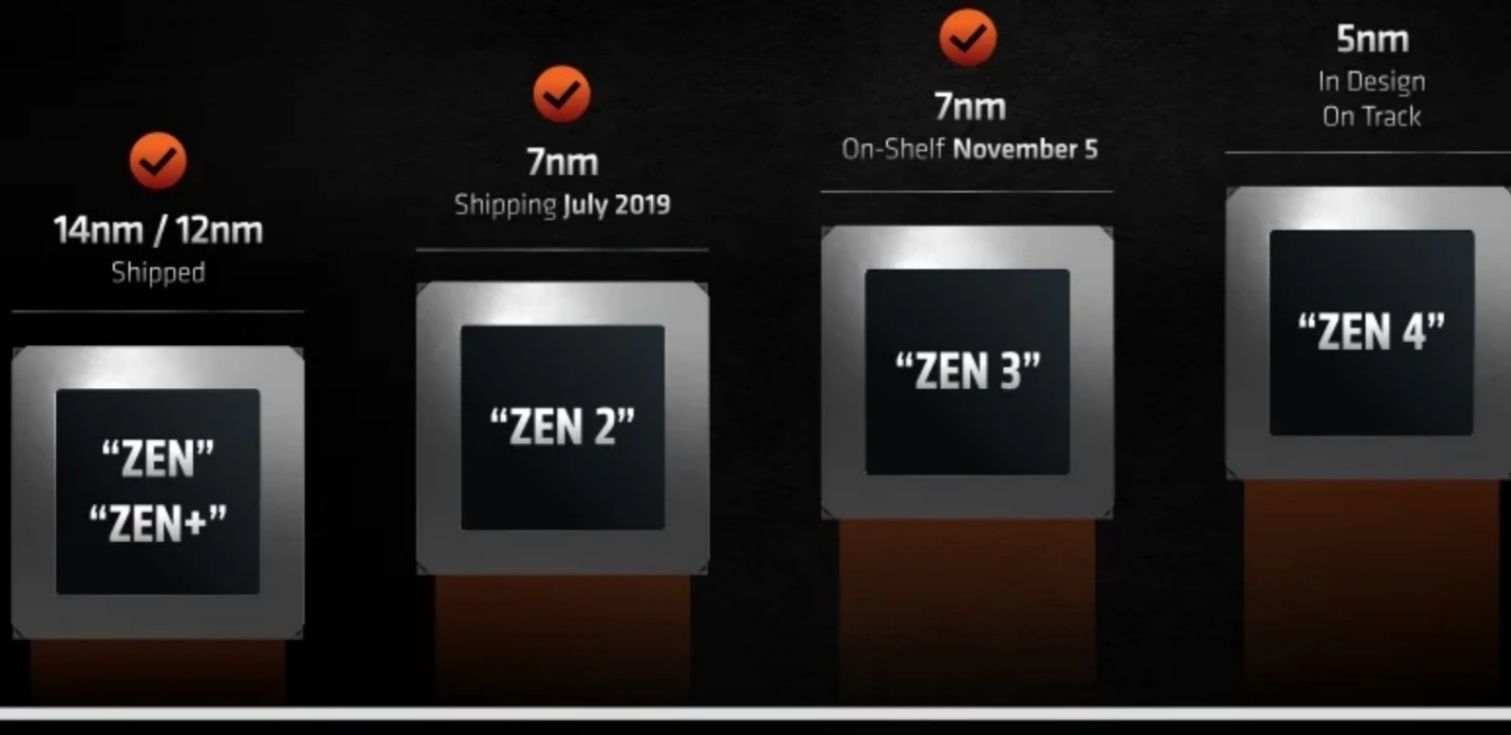 14nm / 12nm
Shipped
“ZEN”
“ZEN+”
7nm
Shipping July 2019
“ZEN 2”
7nm
On-Shelf November 5
“ZEN 3”
5nm
In Design
On Track
“ZEN 4”